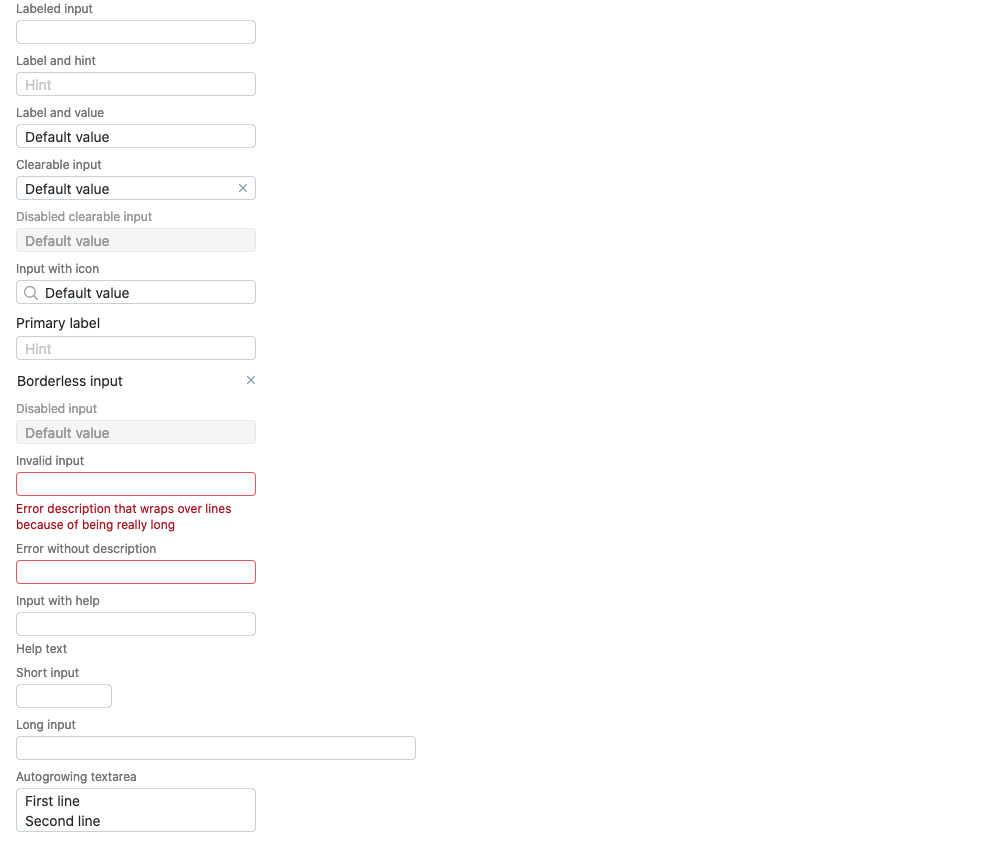 Labeled input
Label and hint
Hint
Label and value
Default value
Clearable input
Default value
Disabled clearable input
Default value
Input with icon
Default value
Primary label
Hint
Borderless input
Disabled input
Default value
Invalid input
Error description that wraps over lines
because of being really long
Error without description
Input with help
Help text
Short input
Long input
Autogrowing textarea
First line
Second line